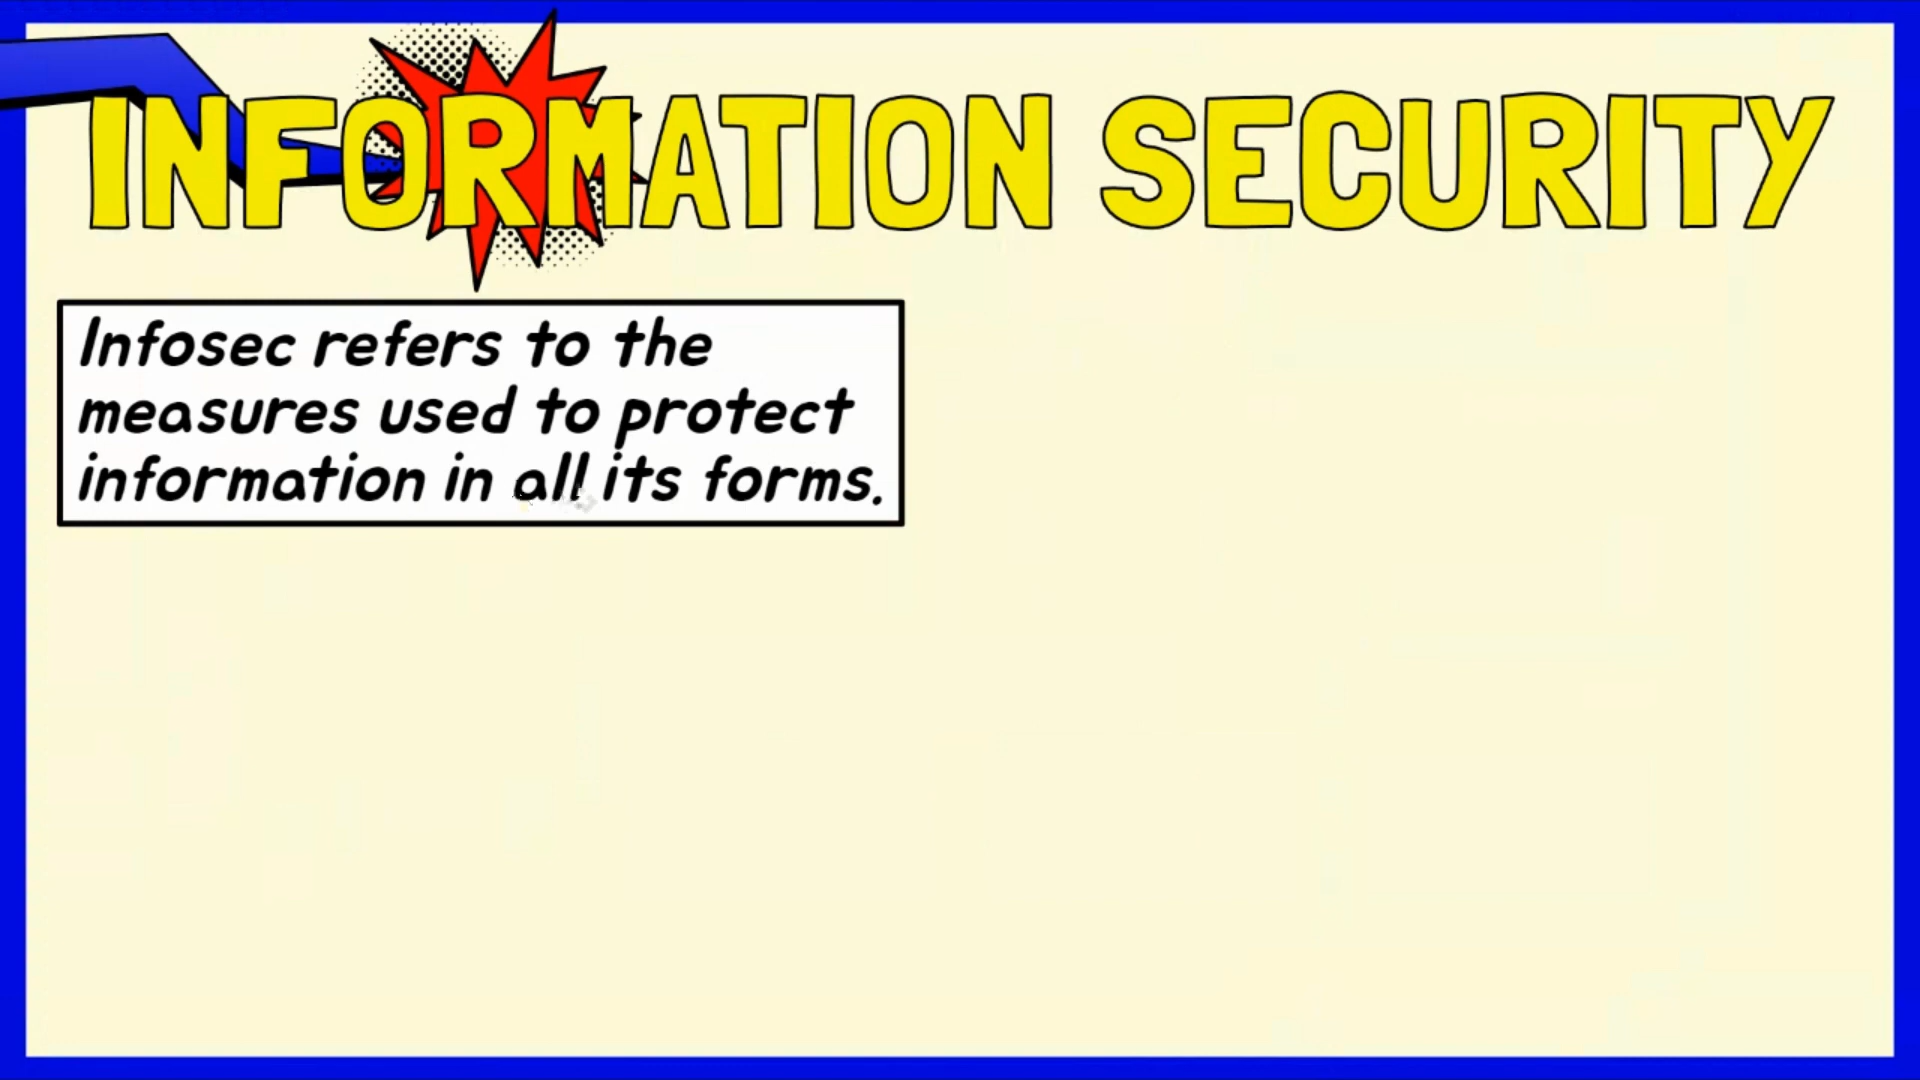 INFORMATION SECURITY
Infosec refers to the
measures used to protect
information in all its forms.